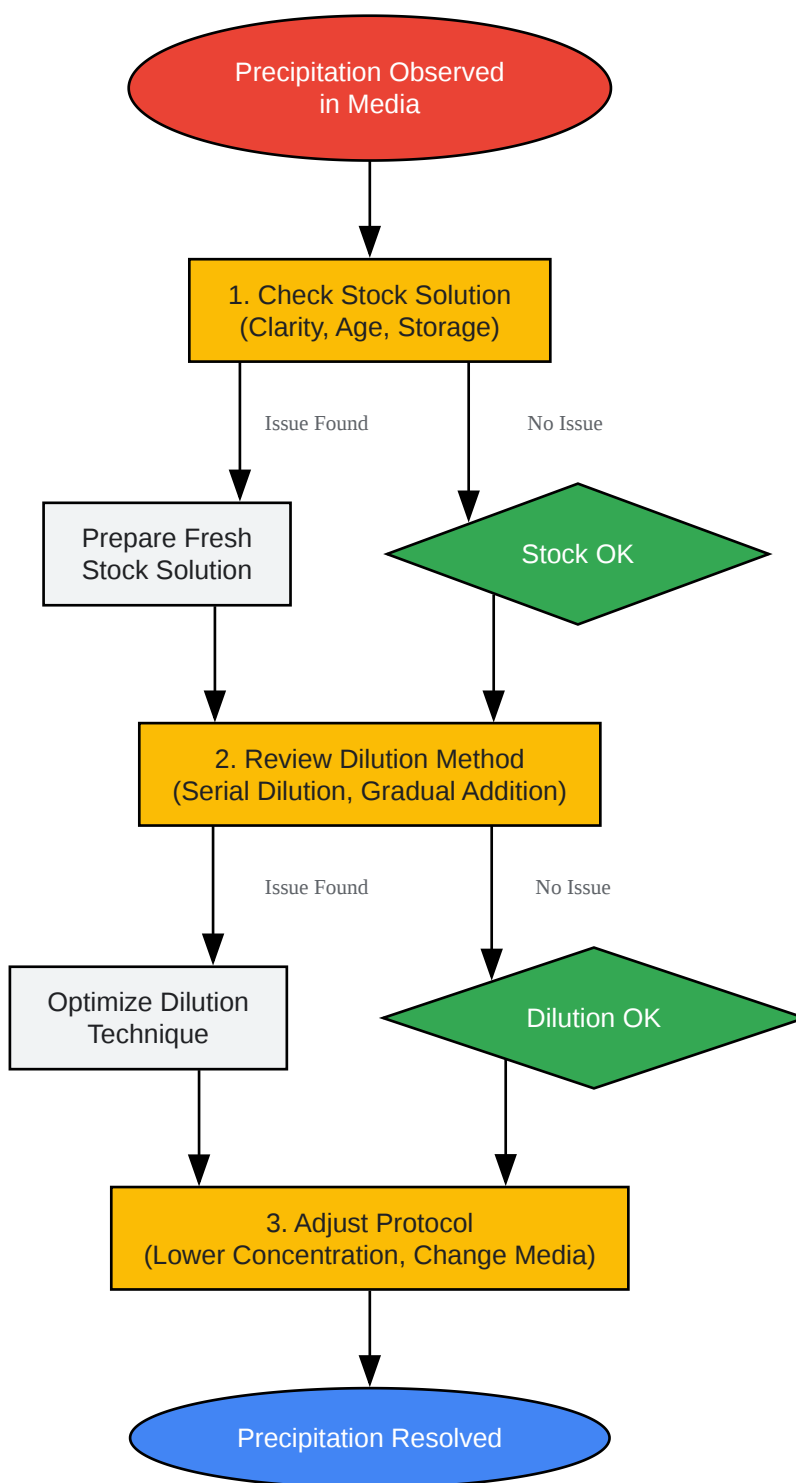 Precipitation Observed
in Media
1. Check Stock Solution
(Clarity, Age, Storage)
Issue Found
No Issue
Prepare Fresh
Stock Solution
Stock OK
2. Review Dilution Method
(Serial Dilution, Gradual Addition)
Issue Found
No Issue
Optimize Dilution
Technique
Dilution OK
3. Adjust Protocol
(Lower Concentration, Change Media)
Precipitation Resolved